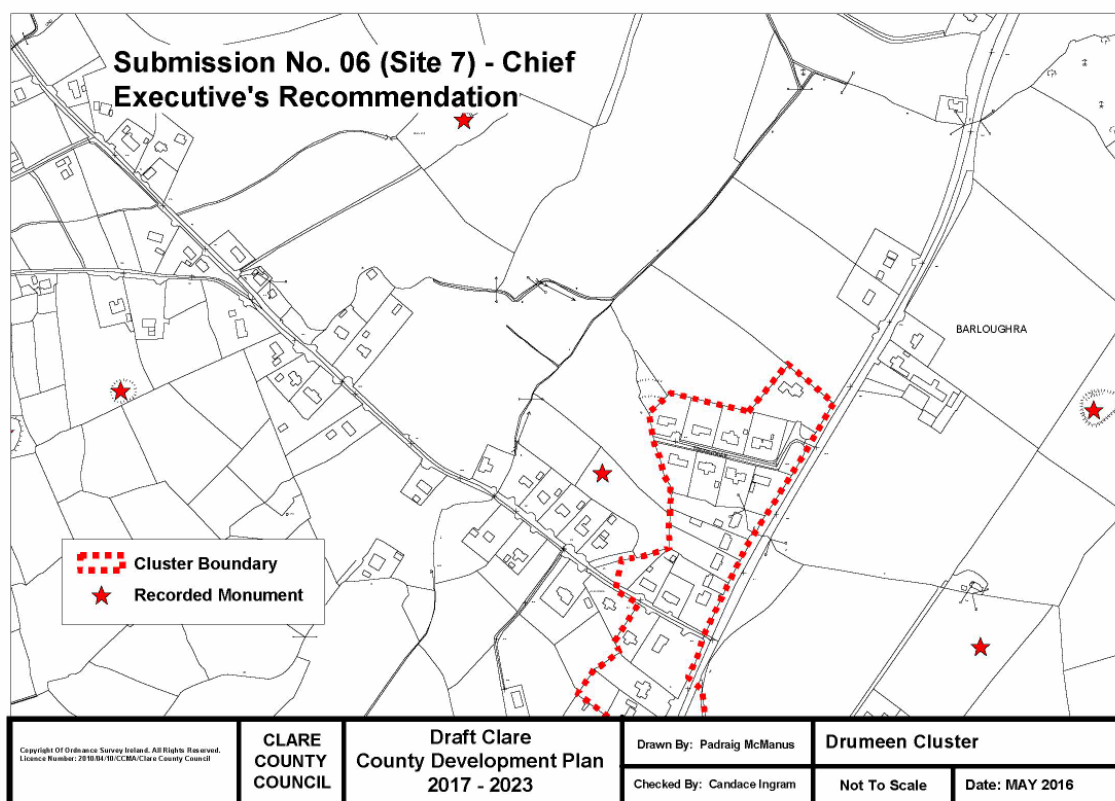 Submission No. 06 (Site 7) - Chief
Executive's Recommendation
BARLOUGHRA
Cluster Boundary
Recorded Monument
Copyright Of Ordnance Survey Ireland. All Rights Reserved.
Licence Number: 2010/04/10/CCMA/Clare County Council
CLARE
COUNTY
COUNCIL
Draft Clare
County Development Plan
2017 - 2023
Drawn By: Padraig McManus
Checked By: Candace Ingram
Drumeen Cluster
Not To Scale
Date: MAY 2016